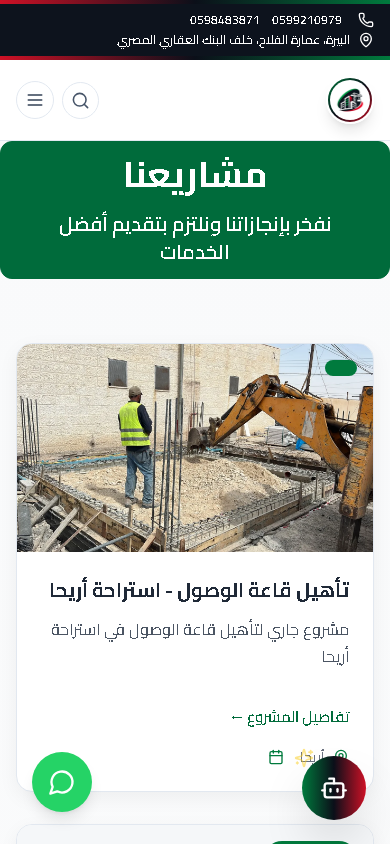 0599210979 0598483871
البيرة، عمارة الفلاح، خلف البنك العقاري المصري
مشاريعنا
نفخر بإنجازاتنا ونلتزم بتقديم أفضل
الخدمات
تأهيل قاعة الوصول - استراحة أريحا
مشروع جاري لتأهيل قاعة الوصول في استراحة
أريحا
تفاصيل المشروع ←
أريحا